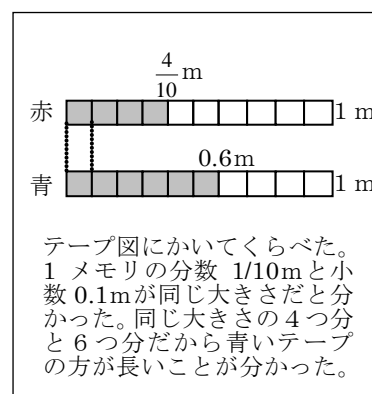 4/10 m
赤 1 m
0.6m
青 1 m
テープ図にかいてくらべた。
1 メモリの分数 1/10mと小
数 0.1mが同じ大きさだと分
かった。同じ大きさの４つ分
と６つ分だから青いテープ
の方が長いことが分かった。